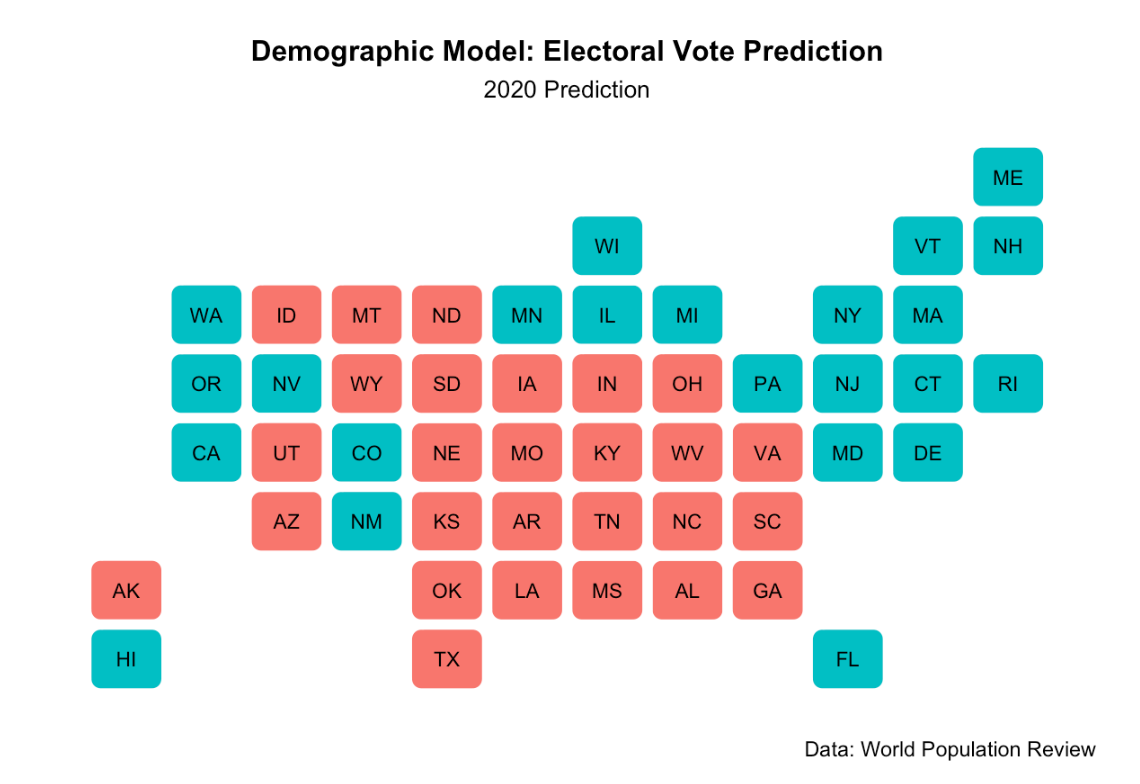 Demographic Model: Electoral Vote Prediction
2020 Prediction
ME
WI VT NH
WA ID MT ND MN IL MI NY MA
OR NV WY SD IA IN OH PA NJ CT RI
CA UT CO NE MO KY WV VA MD DE
AZ NM KS AR TN NC SC
AK OK LA MS AL GA
HI TX FL
Data: World Population Review